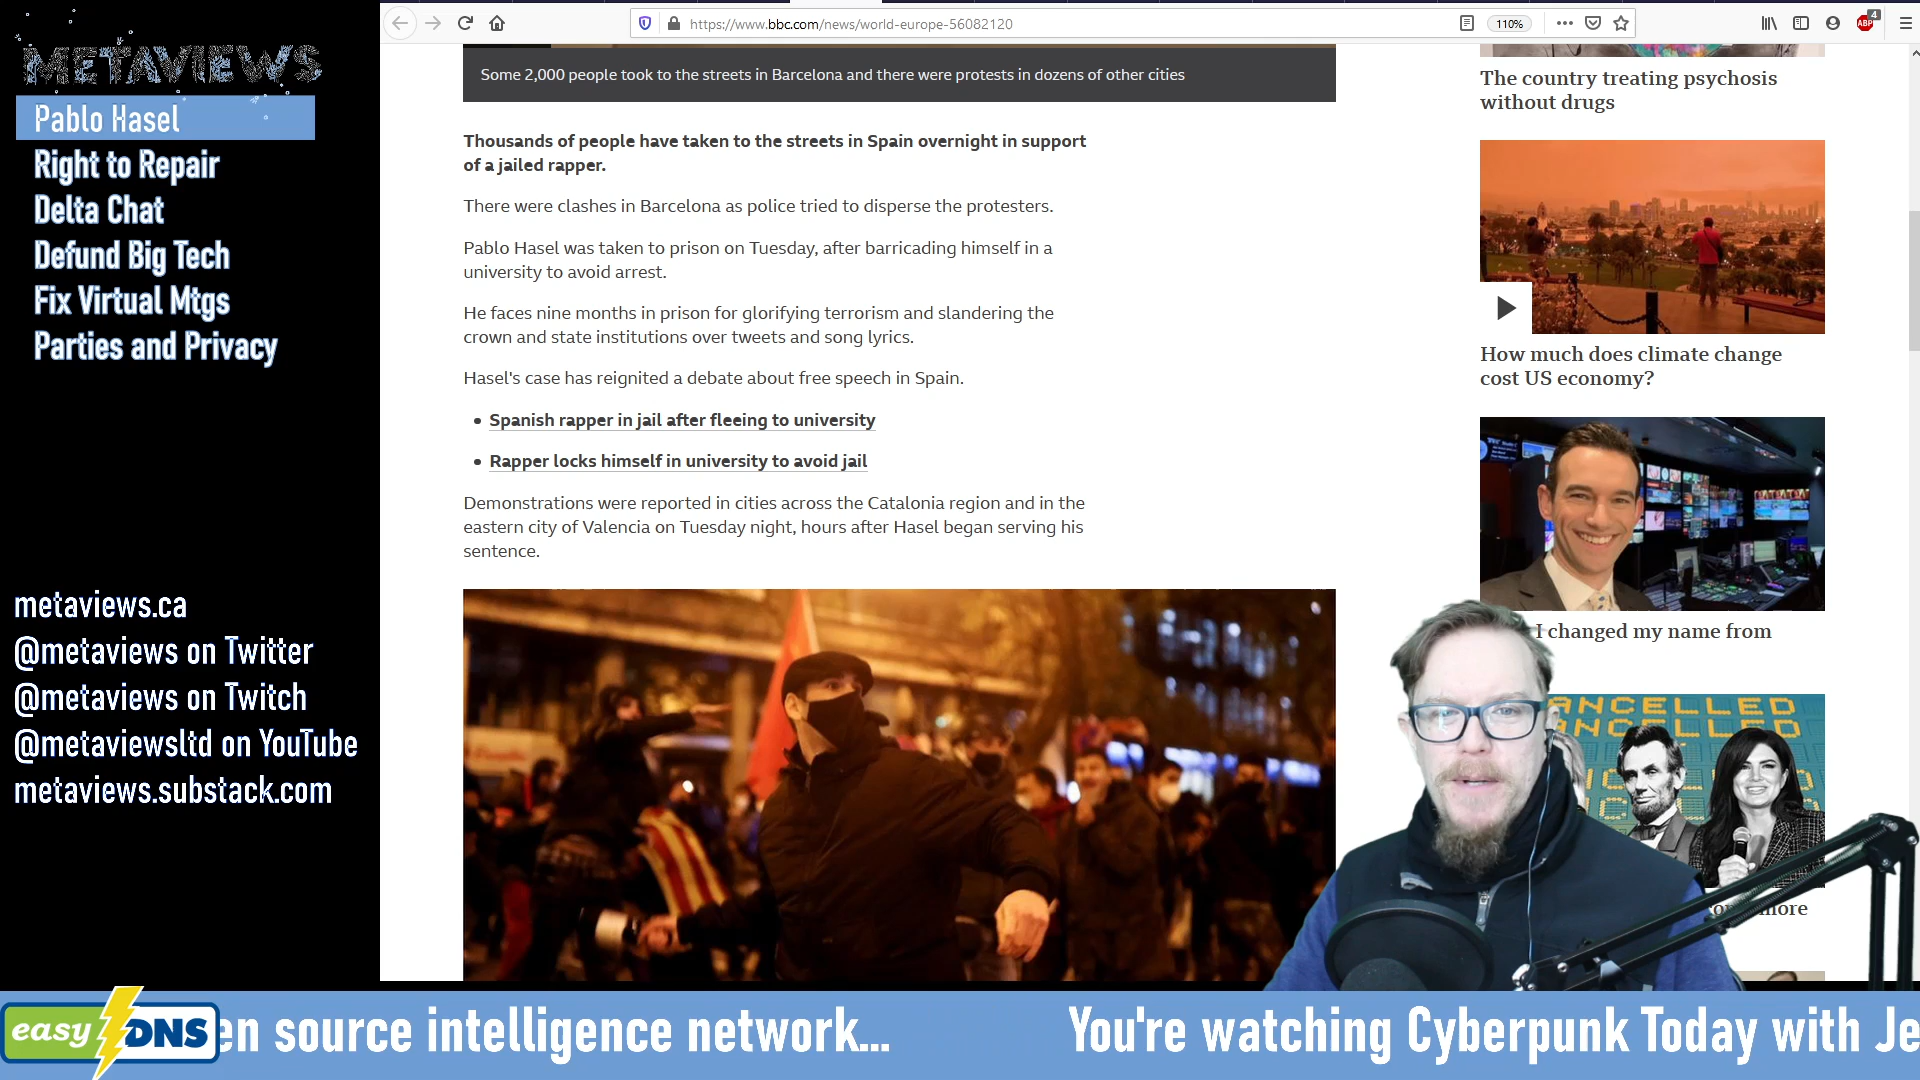 METAVIEWS
Pablo Hasel
Right to Repair
Delta Chat
Defund Big Tech
Fix Virtual Mtgs
Parties and Privacy
metaviews.ca
@metaviews on Twitter
@metaviews on Twitch
@metaviewsltd on YouTube
metaviews.substack.com
https://www.bbc.com/news/world-europe-56082120
110%
ABP
4
Some 2,000 people took to the streets in Barcelona and there were protests in dozens of other cities
Thousands of people have taken to the streets in Spain overnight in support
of a jailed rapper.
There were clashes in Barcelona as police tried to disperse the protesters.
Pablo Hasel was taken to prison on Tuesday, after barricading himself in a
university to avoid arrest.
He faces nine months in prison for glorifying terrorism and slandering the
crown and state institutions over tweets and song lyrics.
Hasel's case has reignited a debate about free speech in Spain.
• Spanish rapper in jail after fleeing to university
• Rapper locks himself in university to avoid jail
Demonstrations were reported in cities across the Catalonia region and in the
eastern city of Valencia on Tuesday night, hours after Hasel began serving his
sentence.
The country treating psychosis
without drugs
How much does climate change
cost US economy?
I changed my name from
ANCELLED
ANCELLED
more
easyDNS
en source intelligence network...
You're watching Cyberpunk Today with Je